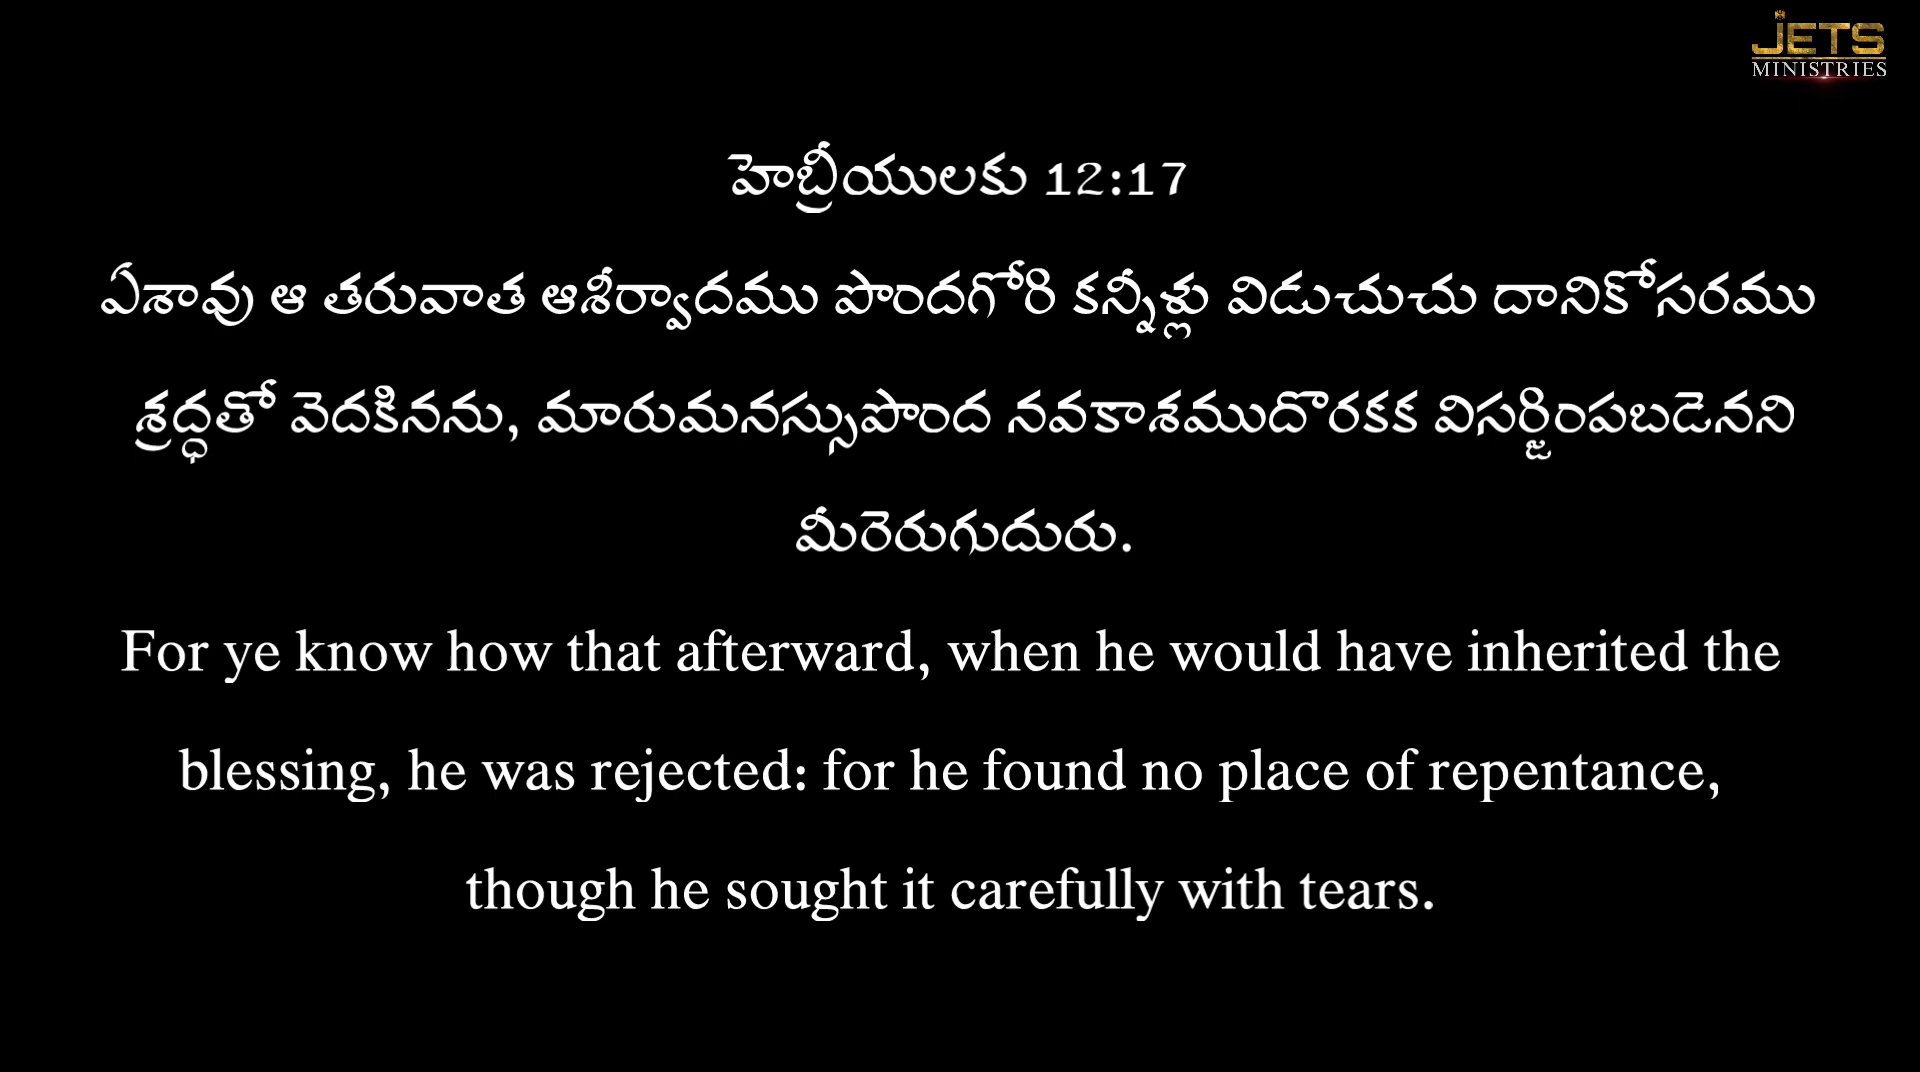 JETS
MINISTRIES
హెబ్రీయులకు 12:17
ఏశావు ఆ తరువాత ఆశీర్వాదము పొందగోరి కన్నీళ్లు విడుచుచు దానికోసరము
శ్రద్ధతో వెదకినను, మారుమనస్సుపొంద నవకాశముదొరకక విసర్జింపబడెనని
మీరెరుగుదురు.
For ye know how that afterward, when he would have inherited the
blessing, he was rejected: for he found no place of repentance,
though he sought it carefully with tears.